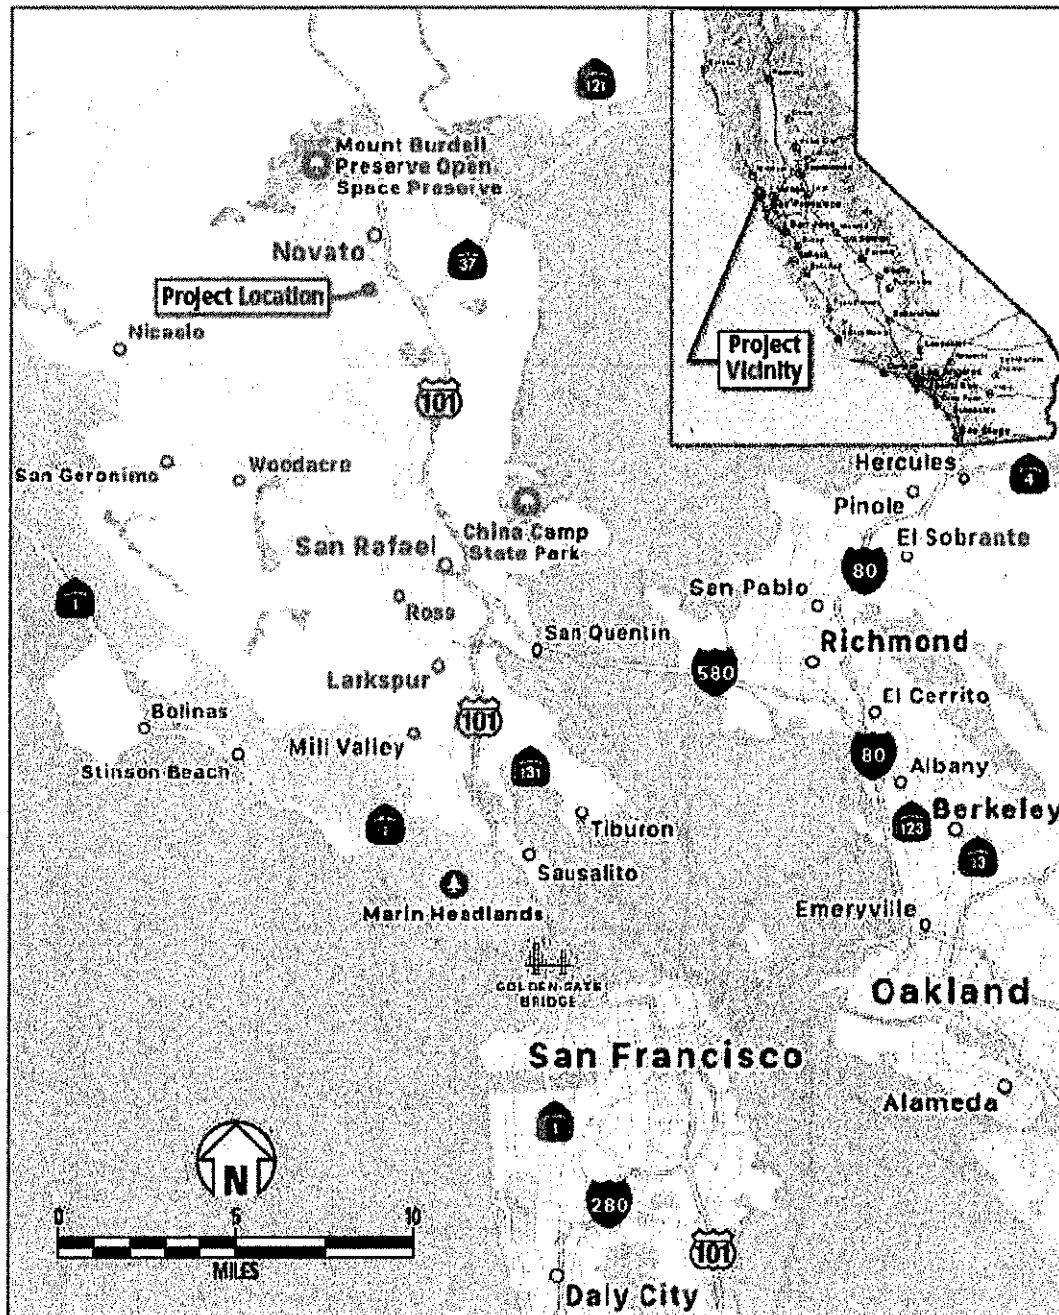 121
Mount Burdell
Preserve Open
Space Preserve
Novato
37
Project Location
Nicasio
Project
Vicinity
101
San Geronimo
Woodacre
Hercules
4
Pinole
China Camp
State Park
San Rafael
El Sobrante
80
1
Ross
San Pablo
San Quentin
Richmond
580
Larkspur
El Cerrito
101
Bolinas
Mill Valley
80
Stinson Beach
131
Albany
Tiburon
123
Berkeley
1
13
Sausalito
Marin Headlands
Emeryville
GOLDEN GATE
BRIDGE
Oakland
San Francisco
Alameda
1
N
280
0
5
10
MILES
101
Daly City